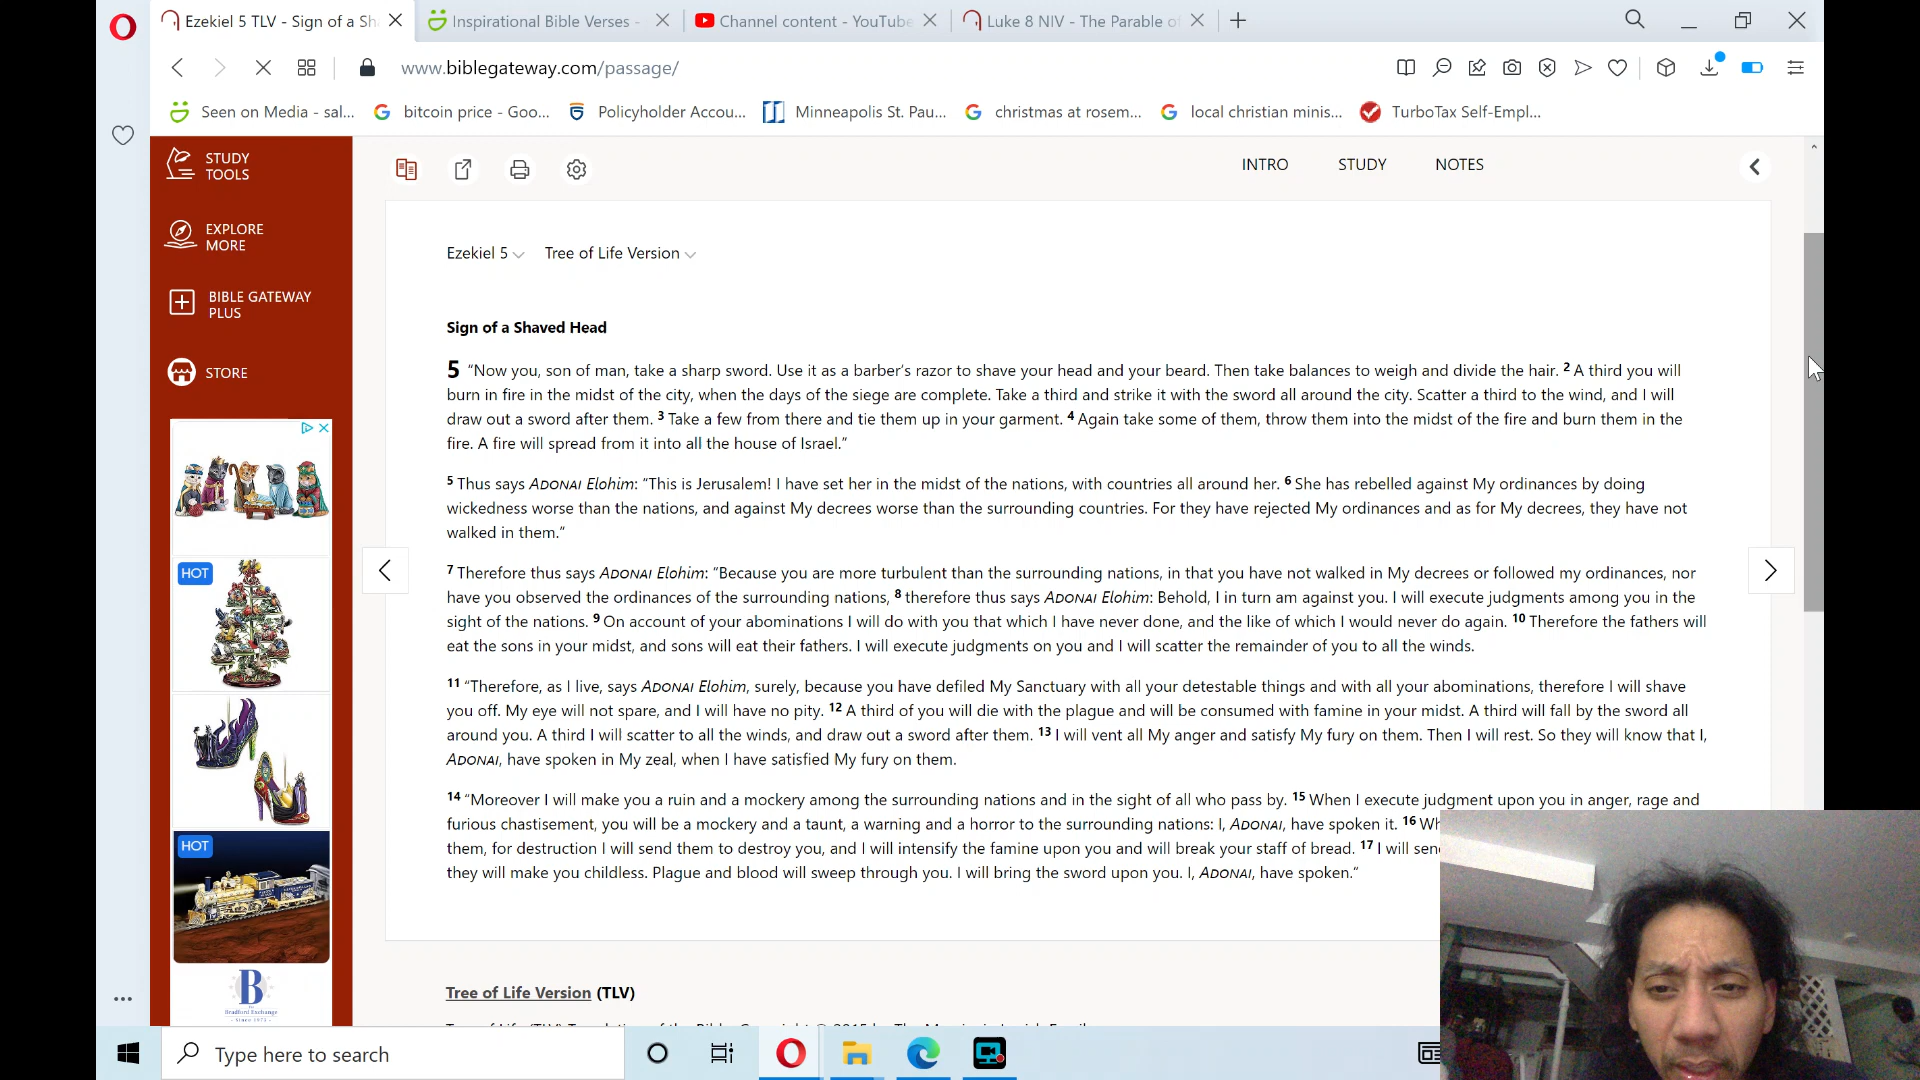 Ezekiel 5 TLV - Sign of a Sh
Inspirational Bible Verses -
Channel content - YouTube
Luke 8 NIV - The Parable of
www.biblegateway.com/passage/
Seen on Media - sal...
bitcoin price - Goo...
Policyholder Accou...
Minneapolis St. Pau...
christmas at rosem...
local christian minis...
TurboTax Self-Empl...
STUDY
TOOLS
EXPLORE
MORE
BIBLE GATEWAY
PLUS
STORE
HOT
HOT
B
Bradford Exchange
INTRO
STUDY
NOTES
Ezekiel 5
Tree of Life Version
Sign of a Shaved Head
5 “Now you, son of man, take a sharp sword. Use it as a barber’s razor to shave your head and your beard. Then take balances to weigh and divide the hair. 2 A third you will
burn in fire in the midst of the city, when the days of the siege are complete. Take a third and strike it with the sword all around the city. Scatter a third to the wind, and I will
draw out a sword after them. 3 Take a few from there and tie them up in your garment. 4 Again take some of them, throw them into the midst of the fire and burn them in the
fire. A fire will spread from it into all the house of Israel.”
5 Thus says ADONAI Elohim: “This is Jerusalem! I have set her in the midst of the nations, with countries all around her. 6 She has rebelled against My ordinances by doing
wickedness worse than the nations, and against My decrees worse than the surrounding countries. For they have rejected My ordinances and as for My decrees, they have not
walked in them.”
7 Therefore thus says ADONAI Elohim: “Because you are more turbulent than the surrounding nations, in that you have not walked in My decrees or followed my ordinances, nor
have you observed the ordinances of the surrounding nations, 8 therefore thus says ADONAI Elohim: Behold, I in turn am against you. I will execute judgments among you in the
sight of the nations. 9 On account of your abominations I will do with you that which I have never done, and the like of which I would never do again. 10 Therefore the fathers will
eat the sons in your midst, and sons will eat their fathers. I will execute judgments on you and I will scatter the remainder of you to all the winds.
11 “Therefore, as I live, says ADONAI Elohim, surely, because you have defiled My Sanctuary with all your detestable things and with all your abominations, therefore I will shave
you off. My eye will not spare, and I will have no pity. 12 A third of you will die with the plague and will be consumed with famine in your midst. A third will fall by the sword all
around you. A third I will scatter to all the winds, and draw out a sword after them. 13 I will vent all My anger and satisfy My fury on them. Then I will rest. So they will know that I,
ADONAI, have spoken in My zeal, when I have satisfied My fury on them.
14 “Moreover I will make you a ruin and a mockery among the surrounding nations and in the sight of all who pass by. 15 When I execute judgment upon you in anger, rage and
furious chastisement, you will be a mockery and a taunt, a warning and a horror to the surrounding nations: I, ADONAI, have spoken it. 16
them, for destruction I will send them to destroy you, and I will intensify the famine upon you and will break your staff of bread. 17 I will
they will make you childless. Plague and blood will sweep through you. I will bring the sword upon you. I, ADONAI, have spoken.”
Tree of Life Version (TLV)
Type here to search